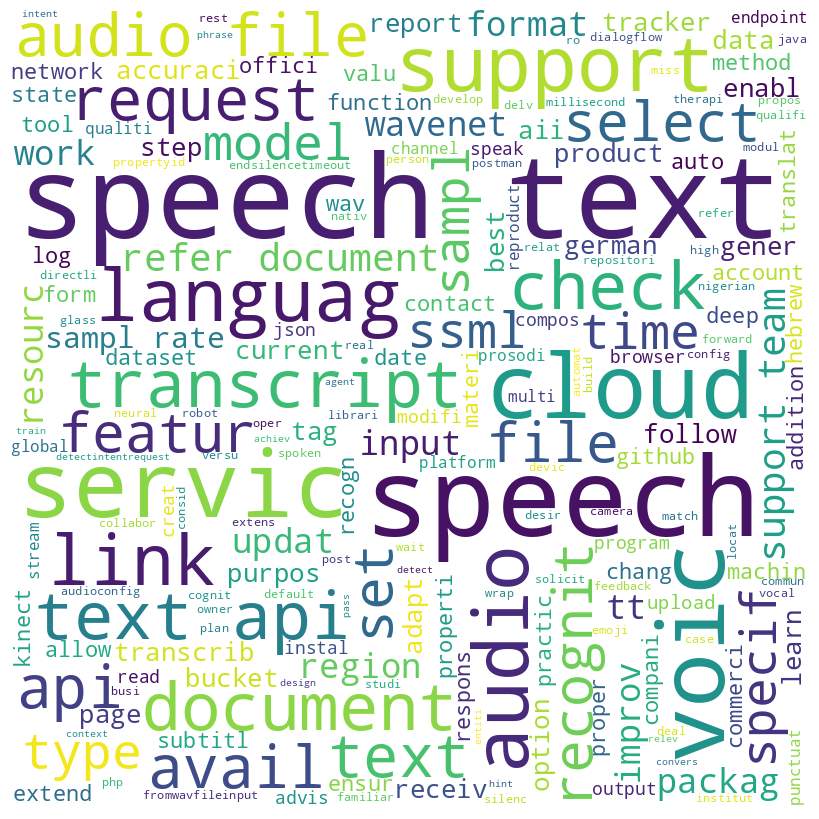 intent
rest
phrase
audio file
report
format
tracker
endpoint
ro
dialogflow
java
network
accuraci
offici
support
data
method
state
request
valu
enabl
miss
tool
qualiti
function
develop
delv
millisecond
therapi
propos
qualifi
step
model
wavenet
aii
select
work
propertyid
endsilencetimeout
channel
speak
person
postman
product
auto
modul
translat
speech text
sampl
wav
nativ
best
reproduct
refer
log
refer document
relat
german
repositori
high
gener
nigerian
directli
form
languag
contact
check
account
hebrew
resourc
glass
json
ssml
compos
time
deep
forward
sampl rate
current
real
date
prosodi
browser
config
support team
addition
dataset
materi
agent
multi
automat
build
transcript
cloud
neural
robot
librari
modifi
train
featur
oper
tag
input
file
follow
global
detectintentrequest
versu
achiev
spoken
recogn
platform
devic
github
servic
speech
creat
consid
collabor
extens
desir
camera
match
locat
stream
link
updat
post
detect
wait
program
kinect
audioconfig
purpos
set
cognit
default
adapt
properti
audio
recognit
solicit
chang
feedback
machin
commun
voic
text api
owner
wrap
tt
upload
vocal
plan
pass
practic
emoji
case
specif
learn
allow
transcrib
instal
region
respons
option
proper
improv
compani
commerci
api
read
busi
bucket
studi
design
page
document
entiti
deal
relev
type
context
subtitl
text
convers
punctuat
php
avail
ensur
receiv
hint
output
packag
extend
fromwavfileinput
advis
familiar
silenc
institut